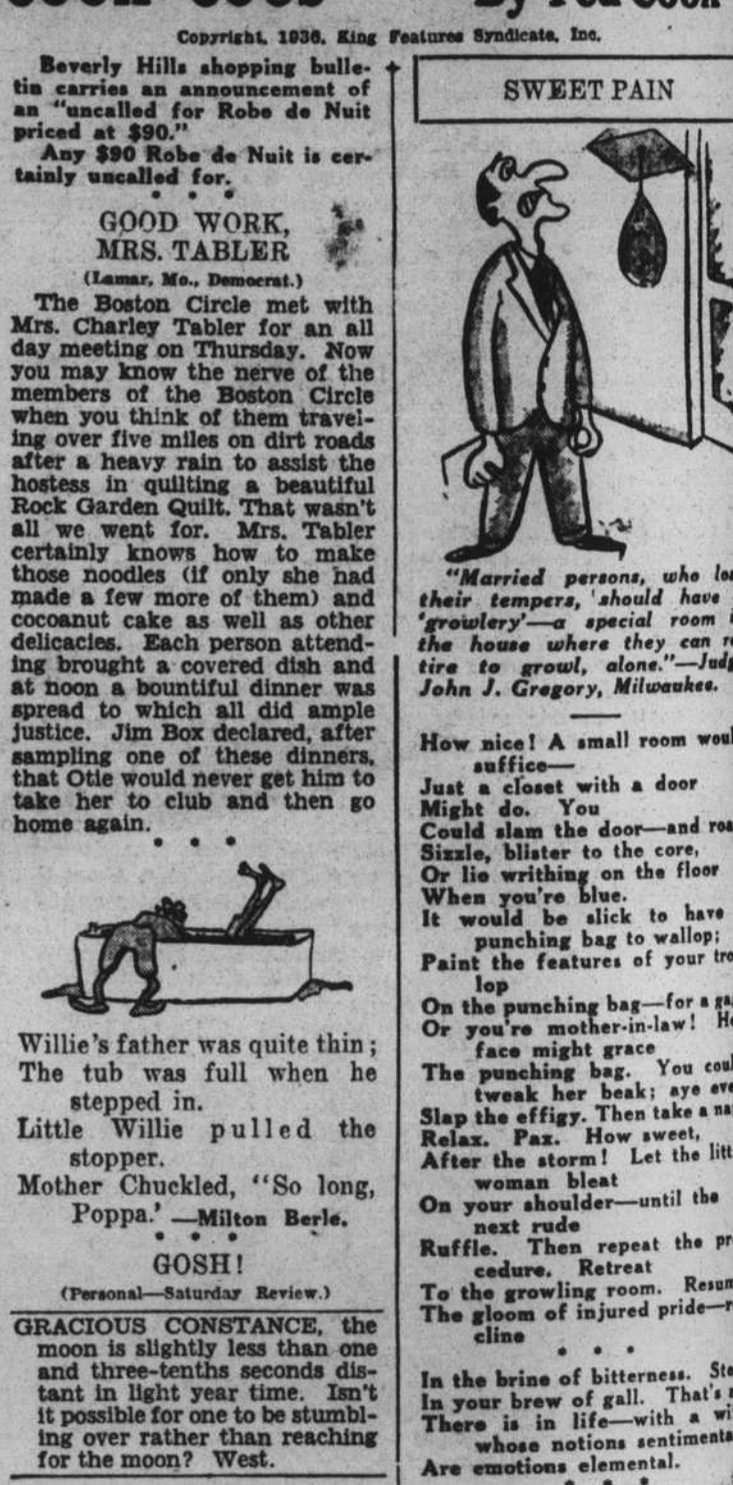 By Ted Cook
Copyright, 1936, King Features Syndicate, Inc.
Beverly Hills shopping bulle-
tin carries an announcement of
an "uncalled for Robe de Nuit
priced at $90."
Any $90 Robe de Nuit is cer-
tainly uncalled for.
• • •
GOOD WORK,
MRS. TABLER
(Lamar, Mo., Democrat.)
The Boston Circle met with
Mrs. Charley Tabler for an all
day meeting on Thursday. Now
you may know the nerve of the
members of the Boston Circle
when you think of them travel-
ing over five miles on dirt roads
after a heavy rain to assist the
hostess in quilting a beautiful
Rock Garden Quilt. That wasn't
all we went for. Mrs. Tabler
certainly knows how to make
those noodles (if only she had
made a few more of them) and
cocoanut cake as well as other
delicacies. Each person attend-
ing brought a covered dish and
at noon a bountiful dinner was
spread to which all did ample
justice. Jim Box declared, after
sampling one of these dinners,
that Otie would never get him to
take her to club and then go
home again.
• • •
Willie's father was quite thin;
The tub was full when he
stepped in.
Little Willie pulled the
stopper.
Mother Chuckled, "So long,
Poppa.' —Milton Berle.
• • •
GOSH!
(Personal—Saturday Review.)
GRACIOUS CONSTANCE, the
moon is slightly less than one
and three-tenths seconds dis-
tant in light year time. Isn't
it possible for one to be stumbl-
ing over rather than reaching
for the moon? West.
SWEET PAIN
"Married persons, who
their tempers, 'should have
'growlery'—a special room
the house where they can
tire to growl, alone."—
John J. Gregory, Milwaukee.
How nice! A small room
suffice—
Just a closet with a door
Might do. You
Could slam the door—and
Sizzle, blister to the core,
Or lie writhing on the floor
When you're blue.
It would be slick to have
punching bag to wallop;
Paint the features of your
lop
On the punching bag—for a
Or you're mother-in-law!
face might grace
The punching bag. You
tweak her beak; aye
Slap the effigy. Then take a
Relax. Pax. How sweet,
After the storm! Let the
woman bleat
On your shoulder—until the
next rude
Ruffle. Then repeat the
cedure. Retreat
To the growling room.
The gloom of injured pride—
cline
• • •
In the brine of bitterness.
In your brew of gall. That's
There is in life—with a
whose notions
Are emotions elemental.
• • •